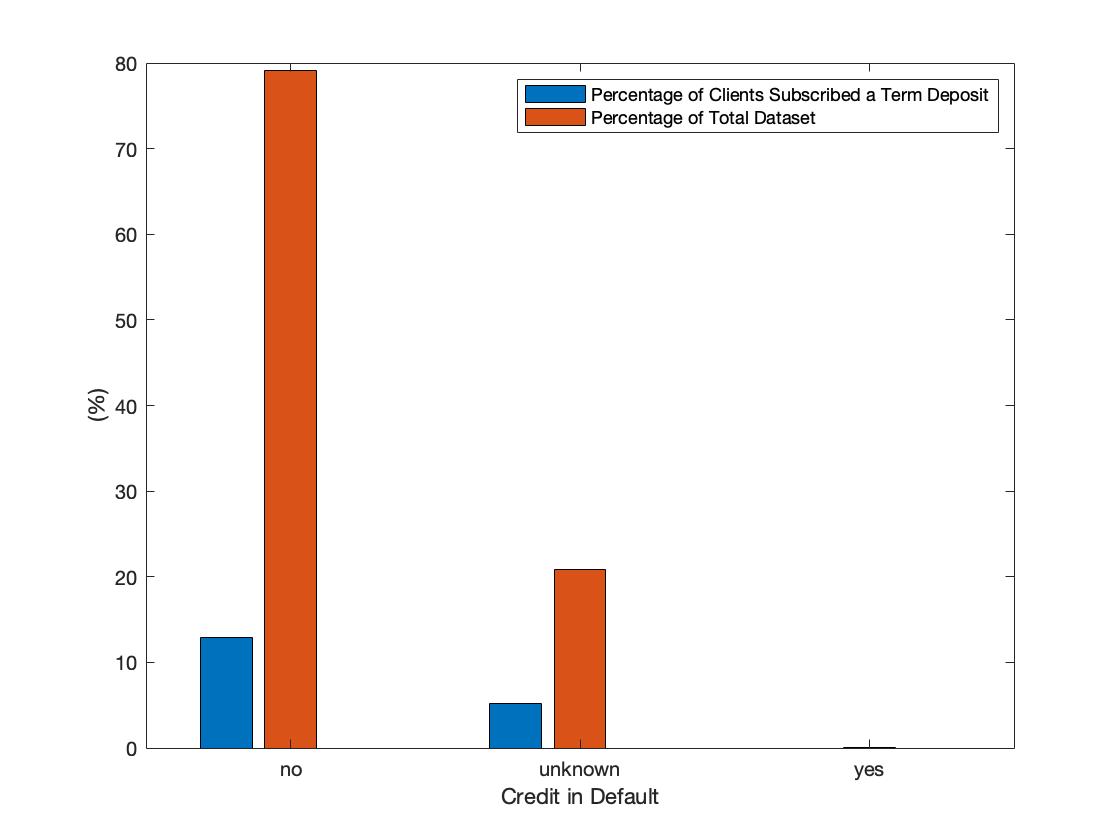 Percentage of Clients Subscribed a Term Deposit
Percentage of Total Dataset
80
70
60
50
40
30
20
10
0
(%)
no unknown yes
Credit in Default